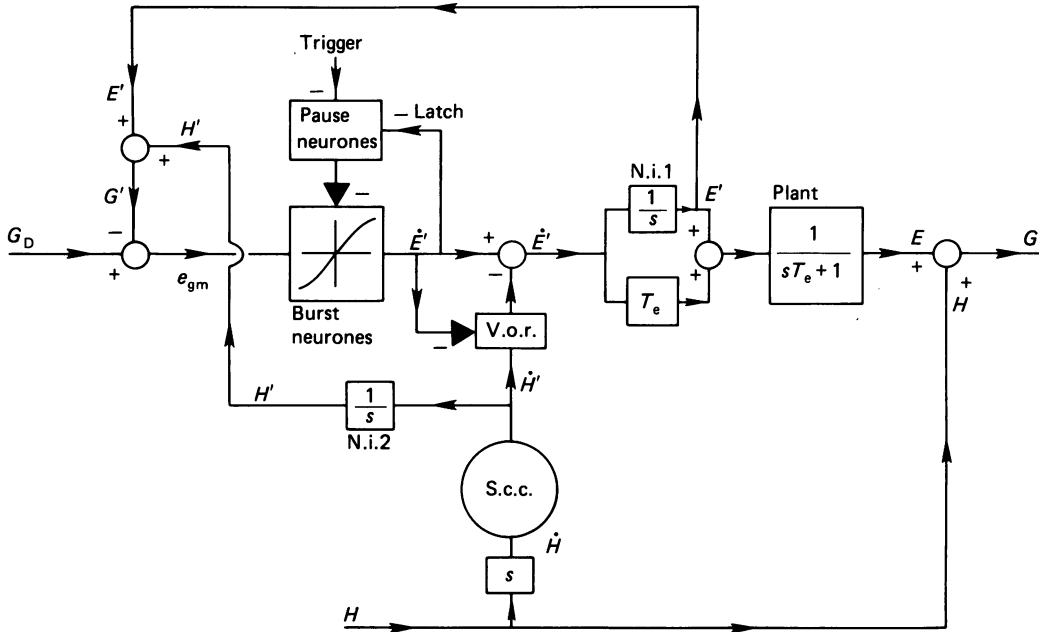 Trigger
−
E′
+
H′
+
Pause
neurones
− Latch
G′
−
−
N.i.1
1
s
E′
Plant
G_D
+
e_gm
Ė′
+
Ė′
−
+
+
T_e
1
sT_e + 1
E
+
G
+
H
Burst
neurones
−
V.o.r.
Ḣ′
H′
1
s
N.i.2
S.c.c.
Ḣ
s
H